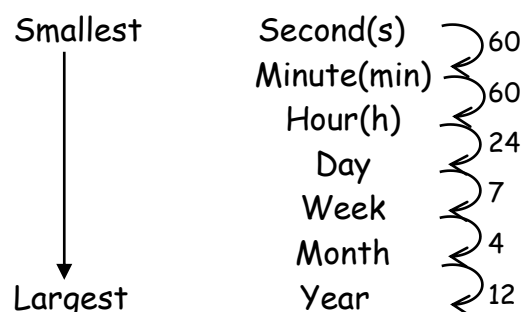 Smallest Second(s)
60
Minute(min)
60
Hour(h)
24
Day
7
Week
4
Month
12
Largest Year